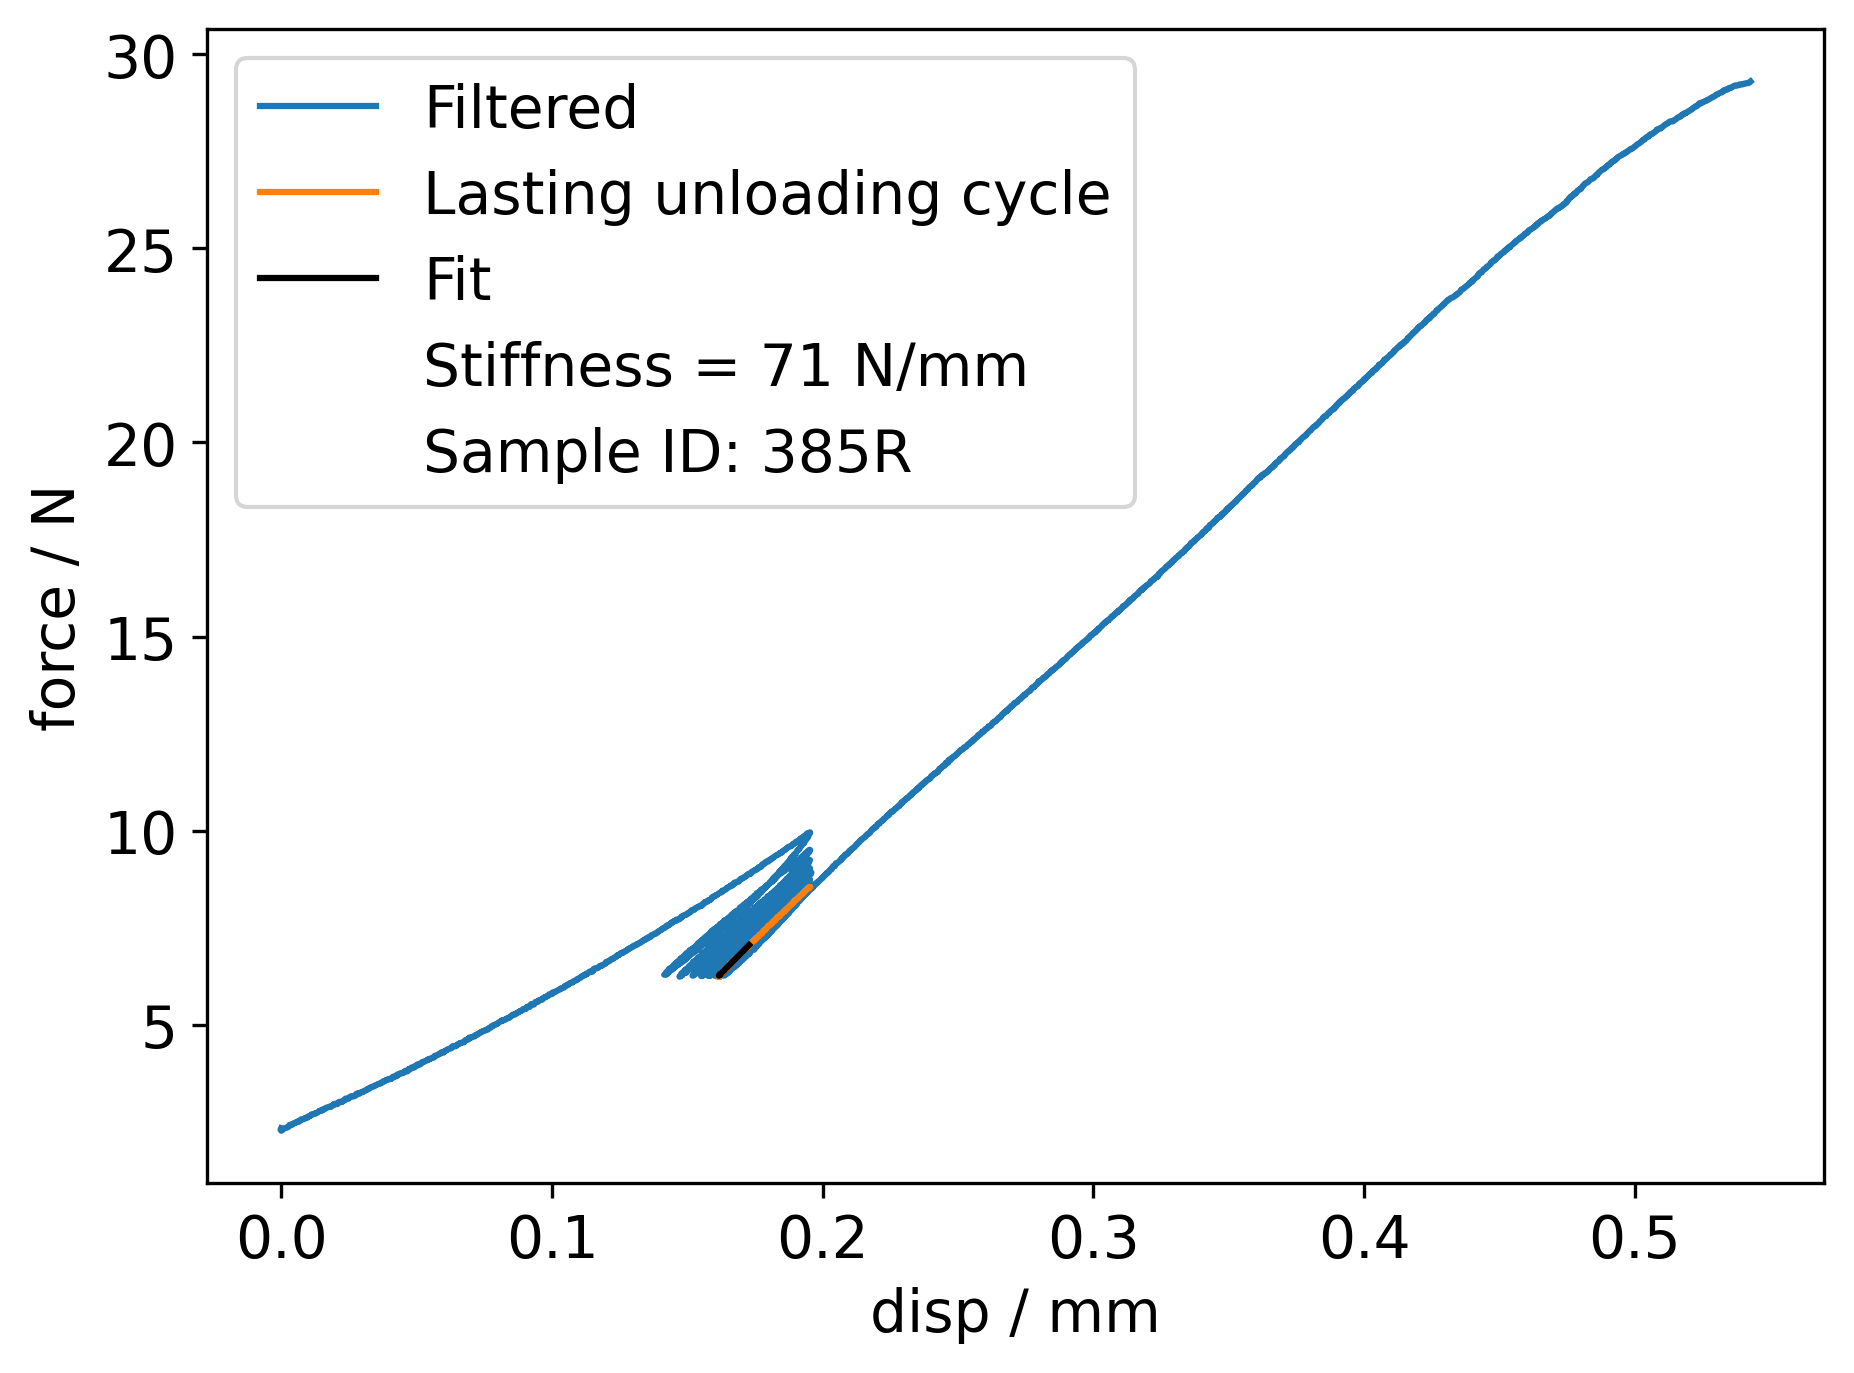 30
25
20
15
10
5
force / N
Filtered
Lasting unloading cycle
Fit
Stiffness = 71 N/mm
Sample ID: 385R
0.0 0.1 0.2 0.3 0.4 0.5
disp / mm